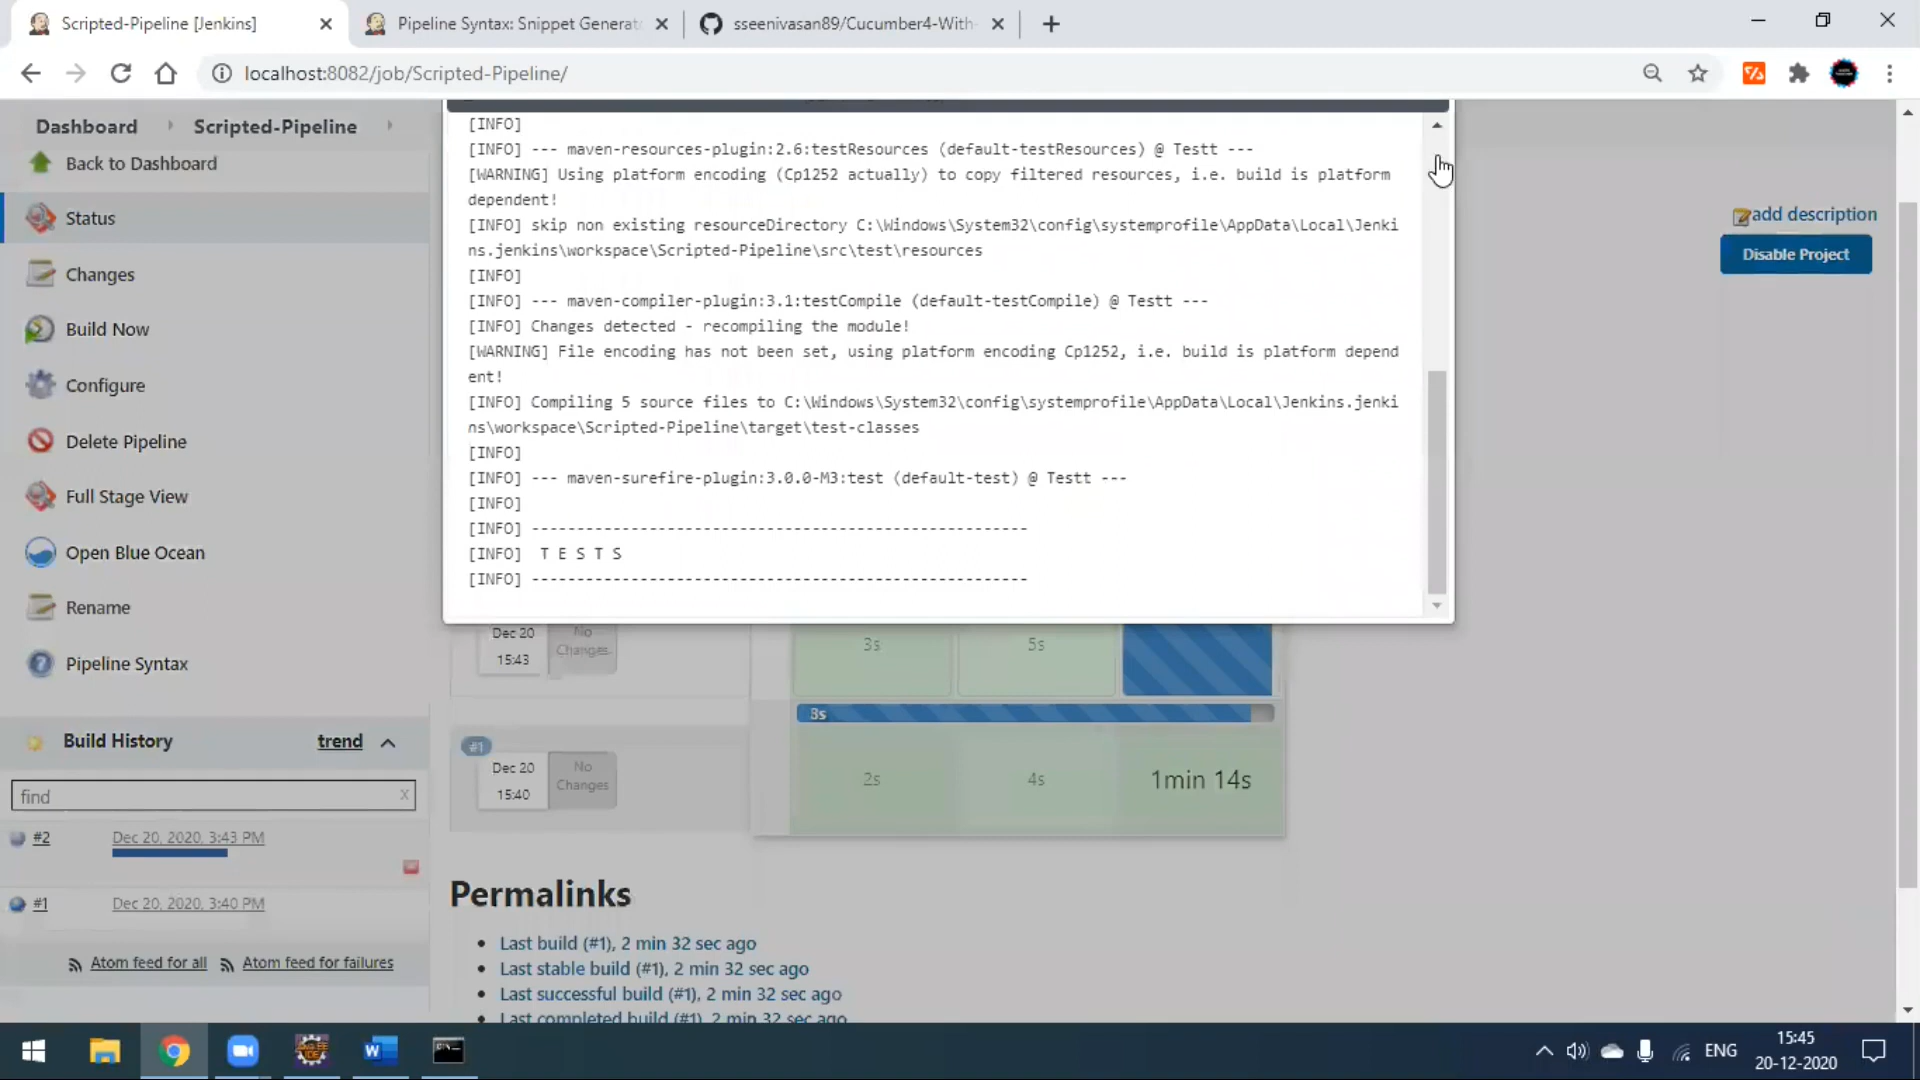 Scripted-Pipeline [Jenkins]
Pipeline Syntax: Snippet Generat
sseenivasan89/Cucumber4-With-
localhost:8082/job/Scripted-Pipeline/
Dashboard
Scripted-Pipeline
Back to Dashboard
Status
Changes
Build Now
Configure
Delete Pipeline
Full Stage View
Open Blue Ocean
Rename
Pipeline Syntax
Build History
trend
find
x
#2
Dec 20, 2020, 3:43 PM
#1
Dec 20, 2020, 3:40 PM
Atom feed for all
Atom feed for failures
[INFO]
[INFO] --- maven-resources-plugin:2.6:testResources (default-testResources) @ Testt ---
[WARNING] Using platform encoding (Cp1252 actually) to copy filtered resources, i.e. build is platform
dependent!
[INFO] skip non existing resourceDirectory C:\Windows\System32\config\systemprofile\AppData\Local\Jenki
ns.jenkins\workspace\Scripted-Pipeline\src\test\resources
[INFO]
[INFO] --- maven-compiler-plugin:3.1:testCompile (default-testCompile) @ Testt ---
[INFO] Changes detected - recompiling the module!
[WARNING] File encoding has not been set, using platform encoding Cp1252, i.e. build is platform depend
ent!
[INFO] Compiling 5 source files to C:\Windows\System32\config\systemprofile\AppData\Local\Jenkins.jenki
ns\workspace\Scripted-Pipeline\target\test-classes
[INFO]
[INFO] --- maven-surefire-plugin:3.0.0-M3:test (default-test) @ Testt ---
[INFO]
[INFO] -------------------------------------------------------
[INFO]  T E S T S
[INFO] -------------------------------------------------------
add description
Disable Project
Dec 20
15:43
No
Changes
3s
5s
8s
#1
Dec 20
15:40
No
Changes
2s
4s
1min 14s
Permalinks
Last build (#1), 2 min 32 sec ago
Last stable build (#1), 2 min 32 sec ago
Last successful build (#1), 2 min 32 sec ago
Last completed build (#1), 2 min 32 sec ago
ENG
15:45
20-12-2020